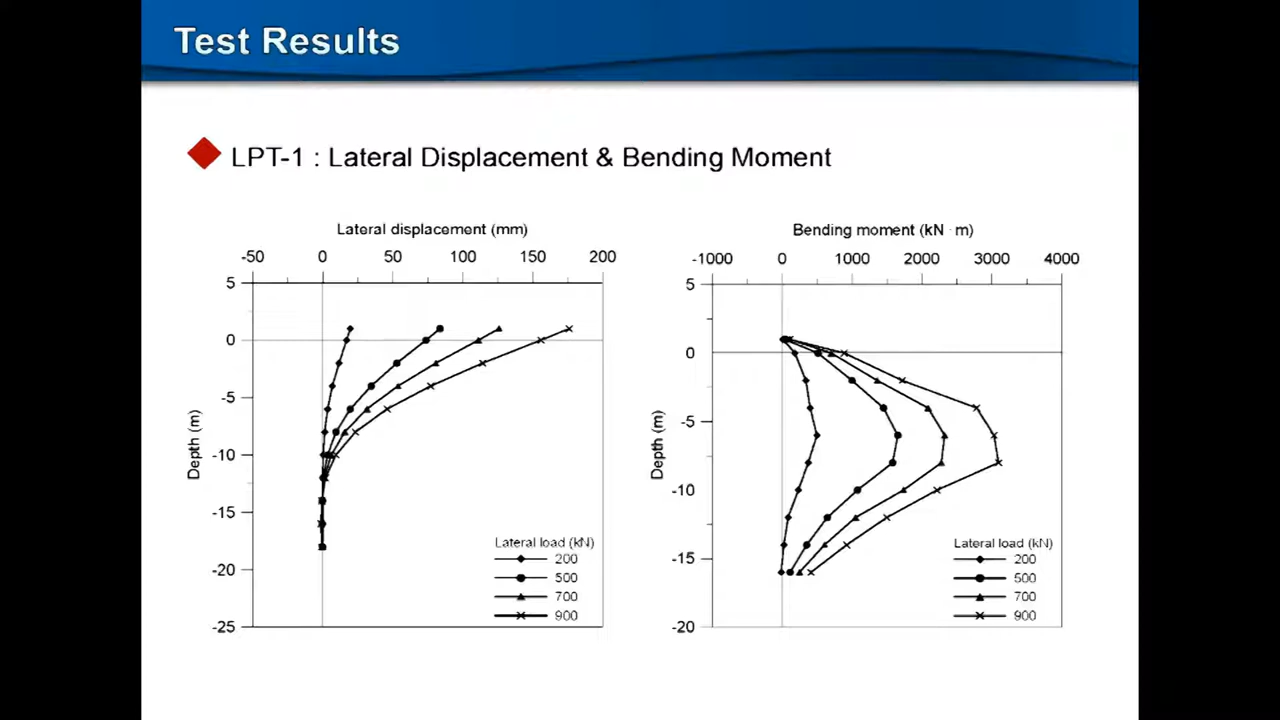 Test Results
LPT-1 : Lateral Displacement & Bending Moment
Lateral displacement (mm)
-50 0 50 100 150 200
5
0
-5
-10
-15
-20
-25
Depth (m)
Lateral load (kN)
200
500
700
900
Bending moment (kN · m)
-1000 0 1000 2000 3000 4000
5
0
-5
-10
-15
-20
Depth (m)
Lateral load (kN)
200
500
700
900